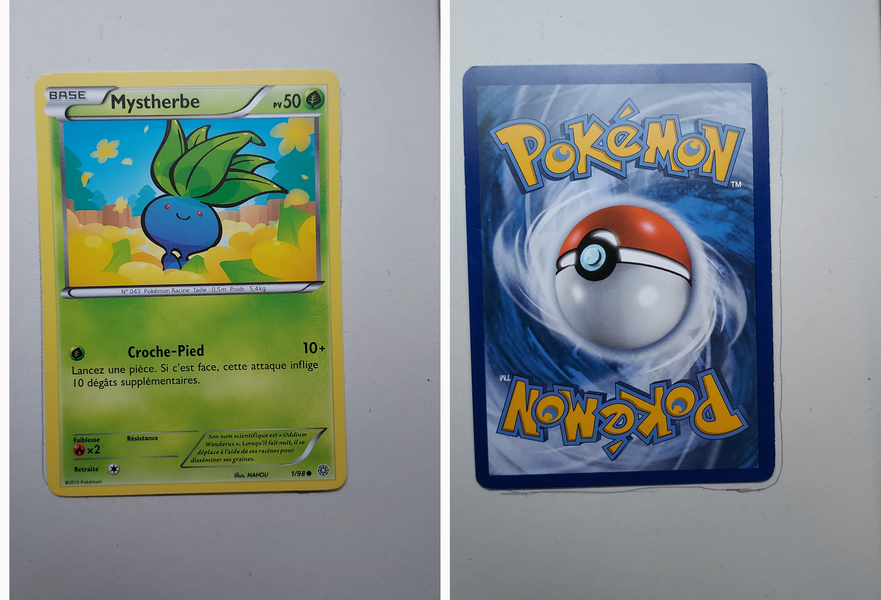 BASE Mystherbe PV50
N° 043 Pokémon Racine Taille : 0,5m Poids : 5,4kg
Croche-Pied 10+
Lancez une pièce. Si c'est face, cette attaque inflige
10 dégâts supplémentaires.
Faiblesse Résistance
×2
Retraite
Son nom scientifique est « Oddium
Wanderus ». Lorsqu'il fait nuit, il se
déplace à l'aide de ses racines pour
disséminer ses graines.
Illus. MAHOU 1/98
©2015 Pokémon
POKéMON
TM
POKéMON
TM